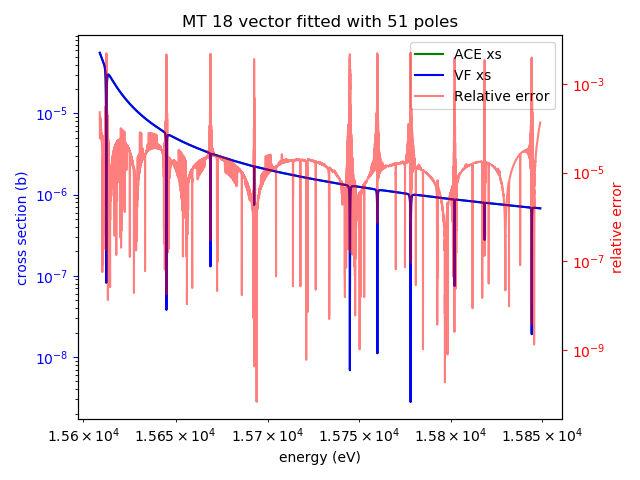 MT 18 vector fitted with 51 poles
ACE xs
VF xs
Relative error
10⁻⁵
10⁻⁶
10⁻⁷
10⁻⁸
cross section (b)
10⁻³
10⁻⁵
10⁻⁷
10⁻⁹
relative error
1.56 × 10⁴ 1.565 × 10⁴ 1.57 × 10⁴ 1.575 × 10⁴ 1.58 × 10⁴ 1.585 × 10⁴
energy (eV)